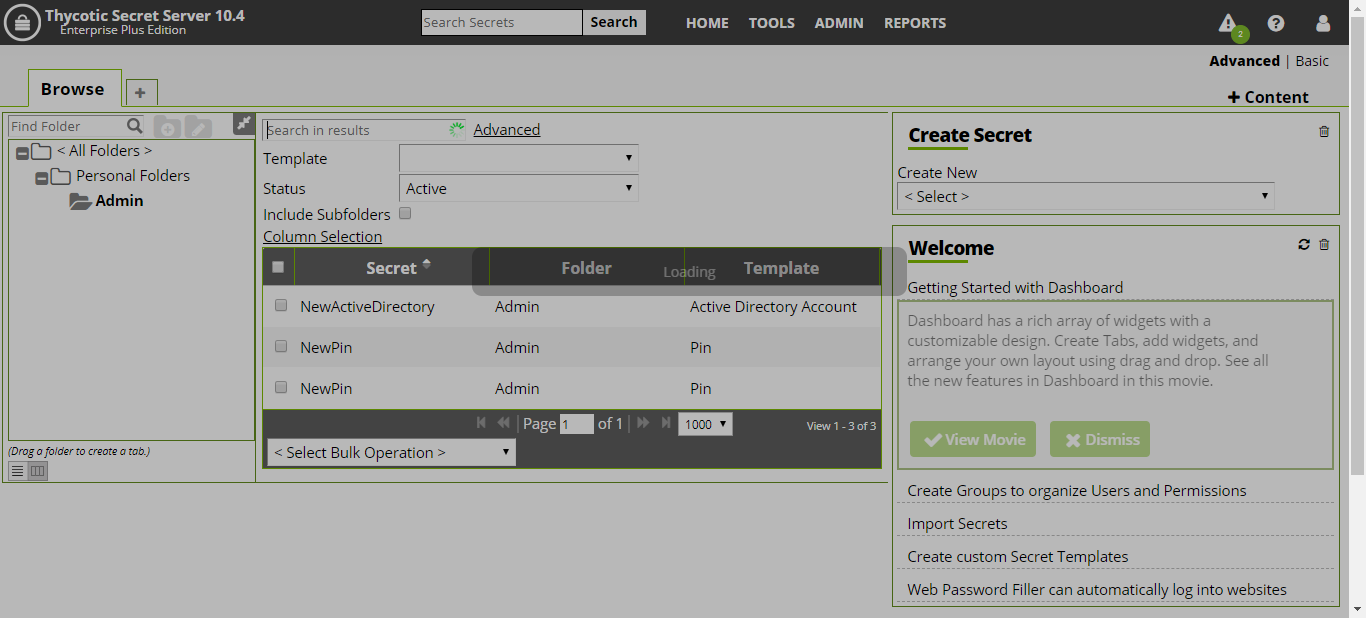 Thycotic Secret Server 10.4
Enterprise Plus Edition
Search Secrets
Search
HOME TOOLS ADMIN REPORTS
2
Advanced | Basic
Browse
+
+ Content
Find Folder
< All Folders >
Personal Folders
Admin
(Drag a folder to create a tab.)
Search in results
Advanced
Template
Status Active
Include Subfolders
Column Selection
Secret Folder Template
Loading
NewActiveDirectory Admin Active Directory Account
NewPin Admin Pin
NewPin Admin Pin
Page 1 of 1 1000 View 1 - 3 of 3
< Select Bulk Operation >
Create Secret
Create New
< Select >
Welcome
Getting Started with Dashboard
Dashboard has a rich array of widgets with a
customizable design. Create Tabs, add widgets, and
arrange your own layout using drag and drop. See all
the new features in Dashboard in this movie.
View Movie Dismiss
Create Groups to organize Users and Permissions
Import Secrets
Create custom Secret Templates
Web Password Filler can automatically log into websites